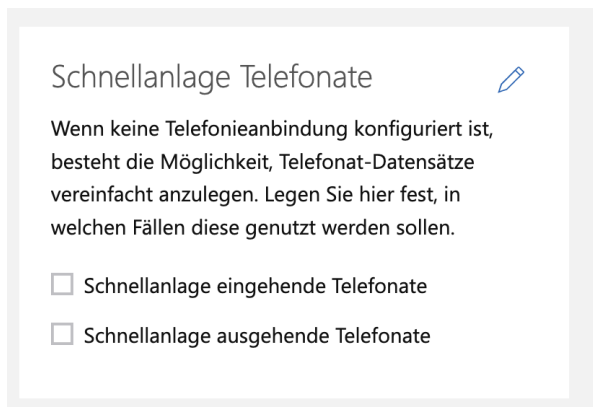 Schnellanlage Telefonate
Wenn keine Telefonieanbindung konfiguriert ist,
besteht die Möglichkeit, Telefonat-Datensätze
vereinfacht anzulegen. Legen Sie hier fest, in
welchen Fällen diese genutzt werden sollen.
Schnellanlage eingehende Telefonate
Schnellanlage ausgehende Telefonate